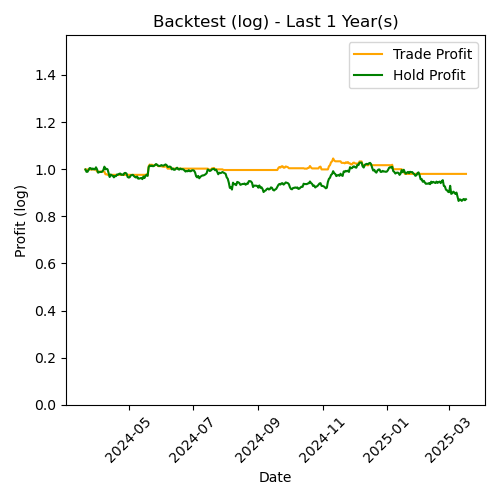 Backtest (log) - Last 1 Year(s)
Trade Profit
Hold Profit
Profit (log)
1.4
1.2
1.0
0.8
0.6
0.4
0.2
0.0
2024-05
2024-07
2024-09
2024-11
2025-01
2025-03
Date